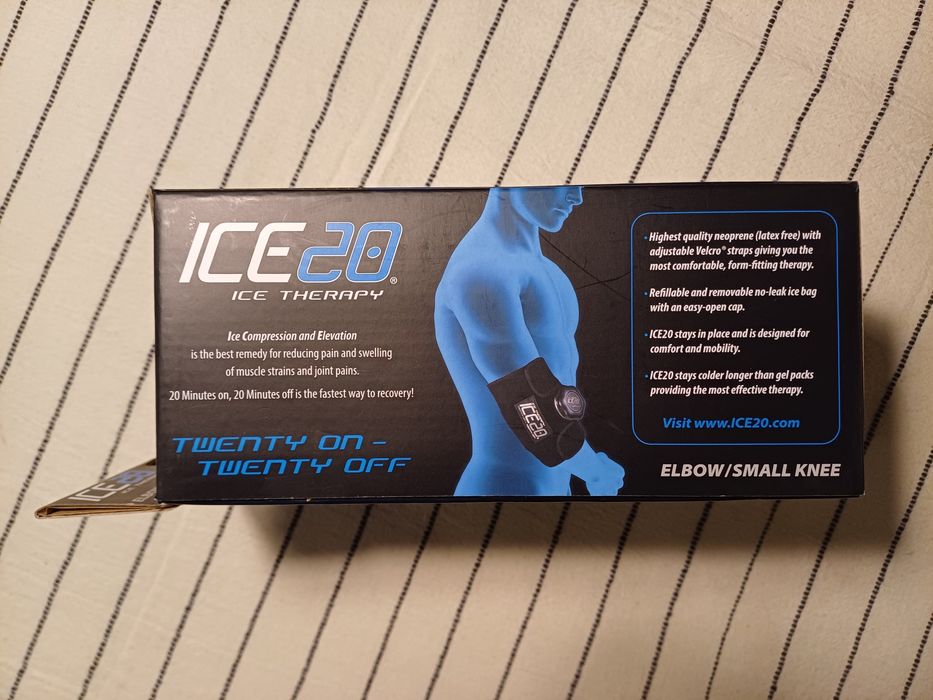 ICE20®
ICE THERAPY
Ice Compression and Elevation
is the best remedy for reducing pain and swelling
of muscle strains and joint pains.
20 Minutes on, 20 Minutes off is the fastest way to recovery!
TWENTY ON -
TWENTY OFF
ICE20
ICE20
· Highest quality neoprene (latex free) with
adjustable Velcro® straps giving you the
most comfortable, form-fitting therapy.
· Refillable and removable no-leak ice bag
with an easy-open cap.
· ICE20 stays in place and is designed for
comfort and mobility.
· ICE20 stays colder longer than gel packs
providing the most effective therapy.
Visit www.ICE20.com
ELBOW/SMALL KNEE
ICE20